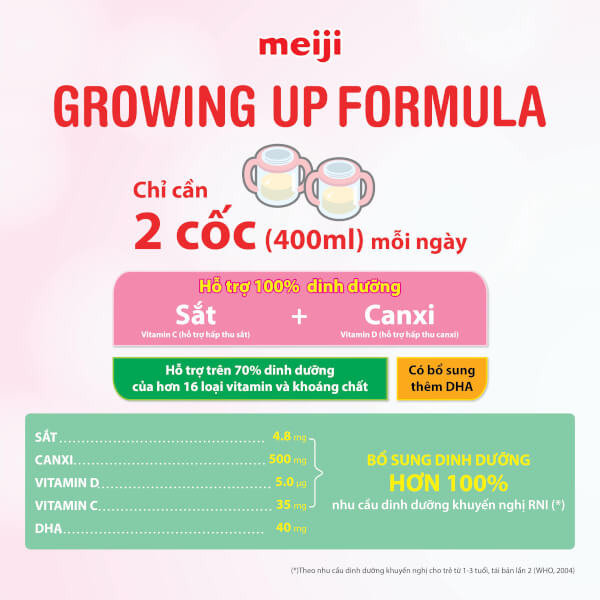 meiji
GROWING UP FORMULA
Chỉ cần
2 cốc (400ml) mỗi ngày
Hỗ trợ 100% dinh dưỡng
Sắt + Canxi
Vitamin C (hỗ trợ hấp thu sắt) Vitamin D (hỗ trợ hấp thu canxi)
Hỗ trợ trên 70% dinh dưỡng
của hơn 16 loại vitamin và khoáng chất
Có bổ sung
thêm DHA
SẮT 4.8 mg
CANXI 500 mg
VITAMIN D 5.0 μg
VITAMIN C 35 mg
DHA 40 mg
BỔ SUNG DINH DƯỠNG
HƠN 100%
nhu cầu dinh dưỡng khuyến nghị RNI (*)
(*)Theo nhu cầu dinh dưỡng khuyến nghị cho trẻ từ 1-3 tuổi, tái bản lần 2 (WHO, 2004)